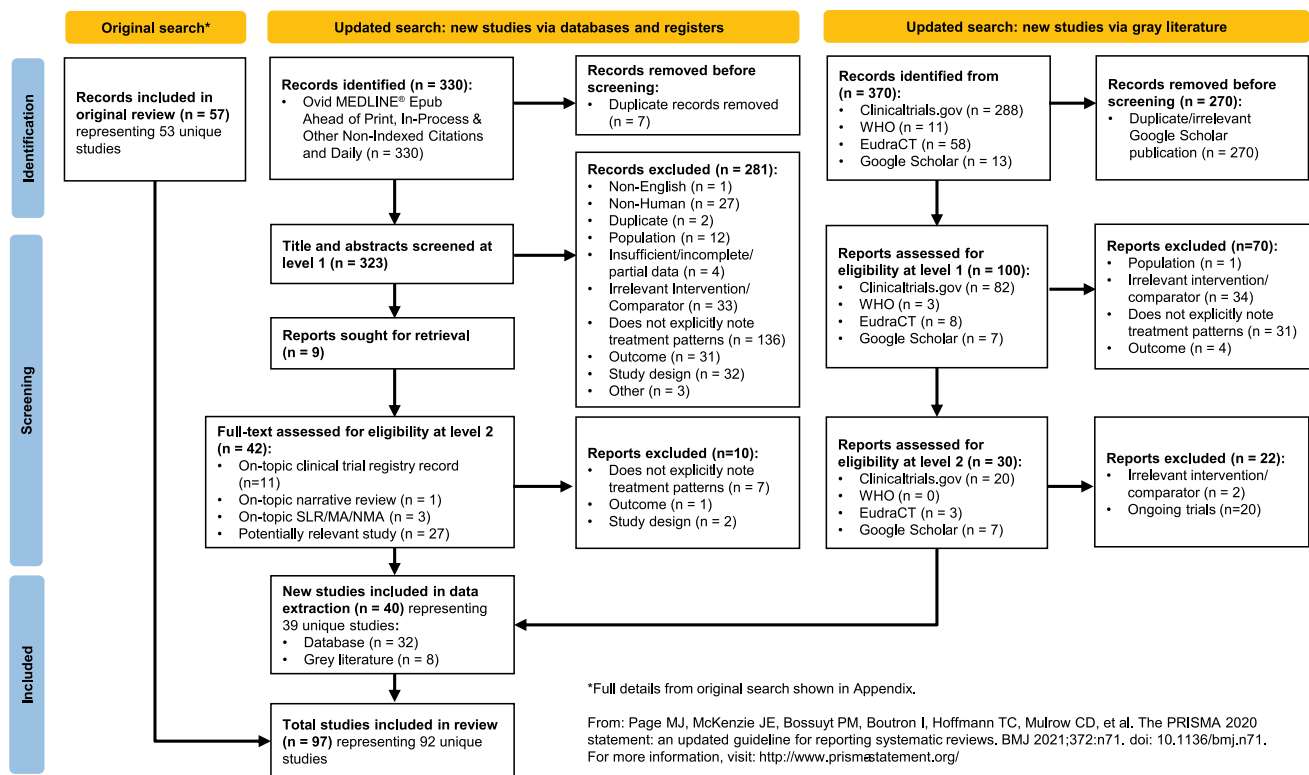 Original search*
Updated search: new studies via databases and registers
Updated search: new studies via gray literature
Identification
Screening
Included
Records included in
original review (n = 57)
representing 53 unique
studies
Records identified (n = 330):
• Ovid MEDLINE® Epub
Ahead of Print, In-Process &
Other Non-Indexed Citations
and Daily (n = 330)
Records removed before
screening:
• Duplicate records removed
(n = 7)
Title and abstracts screened at
level 1 (n = 323)
Records excluded (n = 281):
• Non-English (n = 1)
• Non-Human (n = 27)
• Duplicate (n = 2)
• Population (n = 12)
• Insufficient/incomplete/
partial data (n = 4)
• Irrelevant Intervention/
Comparator (n = 33)
• Does not explicitly note
treatment patterns (n = 136)
• Outcome (n = 31)
• Study design (n = 32)
• Other (n = 3)
Reports sought for retrieval
(n = 9)
Full-text assessed for eligibility at level 2
(n = 42):
• On-topic clinical trial registry record
(n=11)
• On-topic narrative review (n = 1)
• On-topic SLR/MA/NMA (n = 3)
• Potentially relevant study (n = 27)
Reports excluded (n=10):
• Does not explicitly note
treatment patterns (n = 7)
• Outcome (n = 1)
• Study design (n = 2)
New studies included in data
extraction (n = 40) representing
39 unique studies:
• Database (n = 32)
• Grey literature (n = 8)
Total studies included in review
(n = 97) representing 92 unique
studies
Records identified from
(n = 370):
• Clinicaltrials.gov (n = 288)
• WHO (n = 11)
• EudraCT (n = 58)
• Google Scholar (n = 13)
Records removed before
screening (n = 270):
• Duplicate/irrelevant
Google Scholar
publication (n = 270)
Reports assessed for
eligibility at level 1 (n = 100):
• Clinicaltrials.gov (n = 82)
• WHO (n = 3)
• EudraCT (n = 8)
• Google Scholar (n = 7)
Reports excluded (n=70):
• Population (n = 1)
• Irrelevant intervention/
comparator (n = 34)
• Does not explicitly note
treatment patterns (n = 31)
• Outcome (n = 4)
Reports assessed for
eligibility at level 2 (n = 30):
• Clinicaltrials.gov (n = 20)
• WHO (n = 0)
• EudraCT (n = 3)
• Google Scholar (n = 7)
Reports excluded (n = 22):
• Irrelevant intervention/
comparator (n = 2)
• Ongoing trials (n=20)
*Full details from original search shown in Appendix.
From: Page MJ, McKenzie JE, Bossuyt PM, Boutron I, Hoffmann TC, Mulrow CD, et al. The PRISMA 2020
statement: an updated guideline for reporting systematic reviews. BMJ 2021;372:n71. doi: 10.1136/bmj.n71.
For more information, visit: http://www.prisma-statement.org/